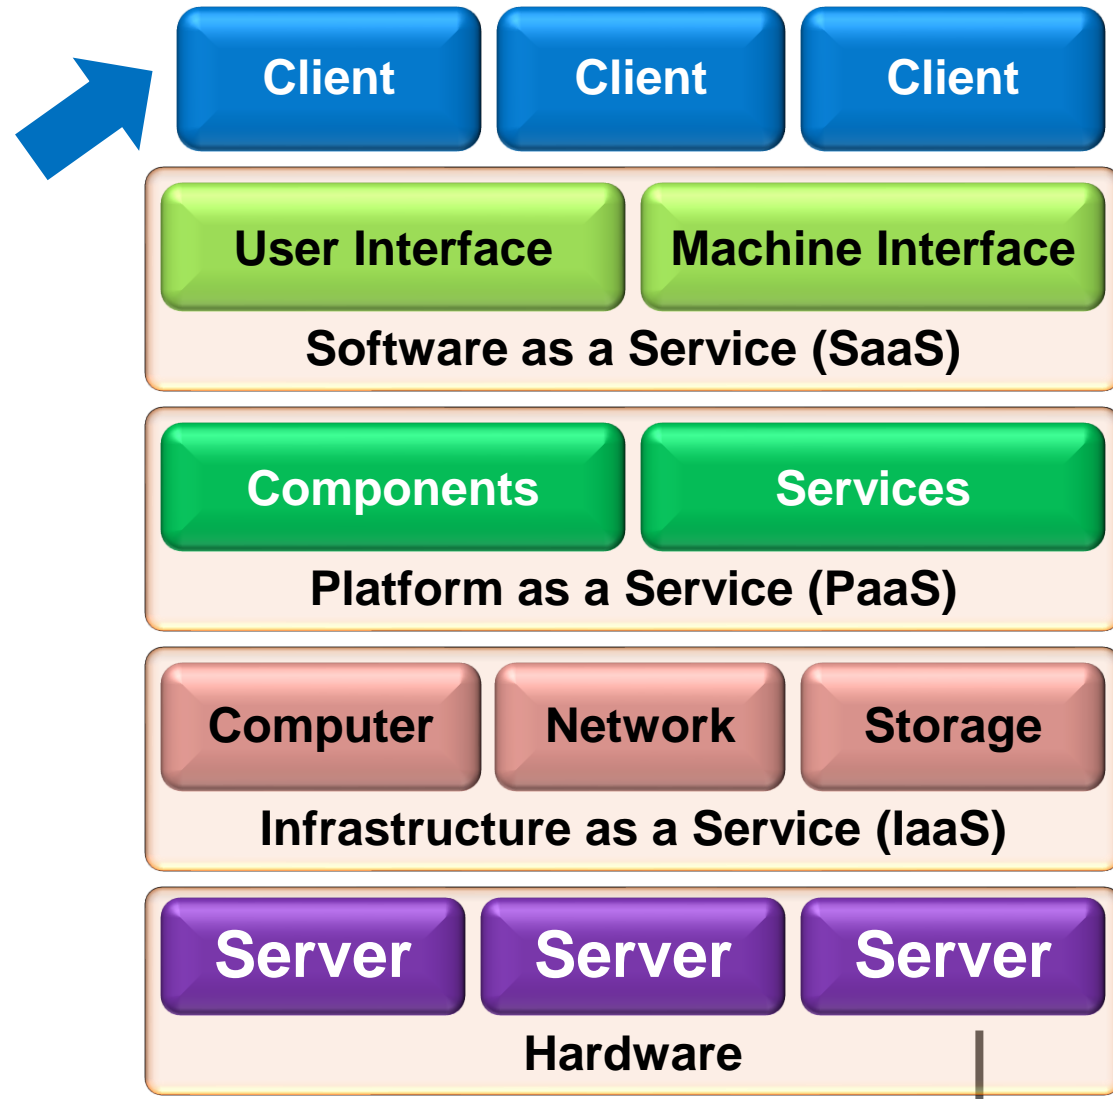 Client Client Client
User Interface Machine Interface
Software as a Service (SaaS)
Components Services
Platform as a Service (PaaS)
Computer Network Storage
Infrastructure as a Service (IaaS)
Server Server Server
Hardware